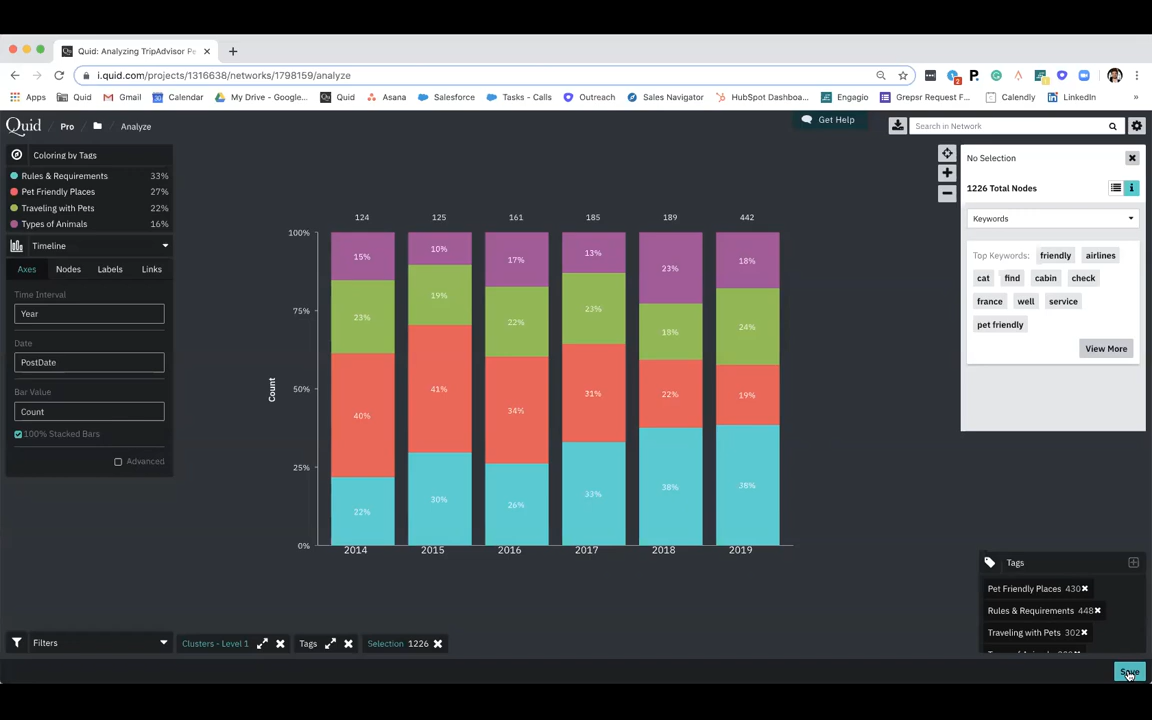 Quid: Analyzing TripAdvisor Pe
i.quid.com/projects/1316638/networks/1798159/analyze
Apps Quid Gmail Calendar My Drive - Google... Quid Asana Salesforce Tasks - Calls Outreach Sales Navigator HubSpot Dashboa... Engagio Grepsr Request F... Calendly LinkedIn »
Quid / Pro / Analyze
Get Help
Search in Network
Coloring by Tags
Rules & Requirements 33%
Pet Friendly Places 27%
Traveling with Pets 22%
Types of Animals 16%
Timeline
Axes Nodes Labels Links
Time Interval
Year
Date
PostDate
Bar Value
Count
100% Stacked Bars
Advanced
124 125 161 185 189 442
100%
75%
50%
25%
0%
Count
15% 10% 17% 13% 23% 18%
23% 19% 22% 23% 18% 24%
40% 41% 34% 31% 22% 19%
22% 30% 26% 33% 38% 38%
2014 2015 2016 2017 2018 2019
No Selection
1226 Total Nodes
Keywords
Top Keywords: friendly airlines
cat find cabin check
france well service
pet friendly
View More
Tags
Pet Friendly Places 430
Rules & Requirements 448
Traveling with Pets 302
Filters
Clusters - Level 1 Tags Selection 1226
Save